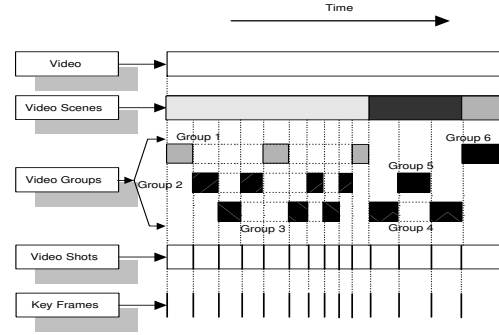 Time
Video
Video Scenes
Group 1
Group 6
Group 5
Video Groups
Group 2
Group 3
Group 4
Video Shots
Key Frames